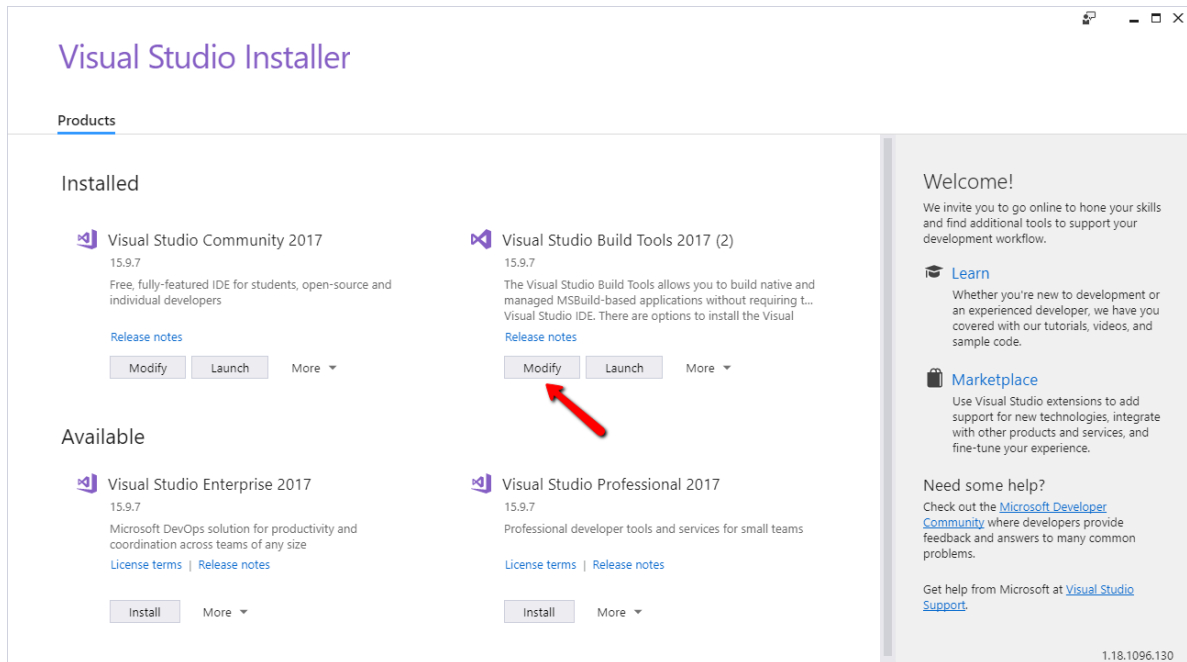 Visual Studio Installer
Products
Installed
Visual Studio Community 2017
15.9.7
Free, fully-featured IDE for students, open-source and
individual developers
Release notes
Modify
Launch
More
Visual Studio Build Tools 2017 (2)
15.9.7
The Visual Studio Build Tools allows you to build native and
managed MSBuild-based applications without requiring t...
Visual Studio IDE. There are options to install the Visual
Release notes
Modify
Launch
More
Available
Visual Studio Enterprise 2017
15.9.7
Microsoft DevOps solution for productivity and
coordination across teams of any size
License terms | Release notes
Install
More
Visual Studio Professional 2017
15.9.7
Professional developer tools and services for small teams
License terms | Release notes
Install
More
Welcome!
We invite you to go online to hone your skills
and find additional tools to support your
development workflow.
Learn
Whether you're new to development or
an experienced developer, we have you
covered with our tutorials, videos, and
sample code.
Marketplace
Use Visual Studio extensions to add
support for new technologies, integrate
with other products and services, and
fine-tune your experience.
Need some help?
Check out the Microsoft Developer
Community where developers provide
feedback and answers to many common
problems.
Get help from Microsoft at Visual Studio
Support.
1.18.1096.130